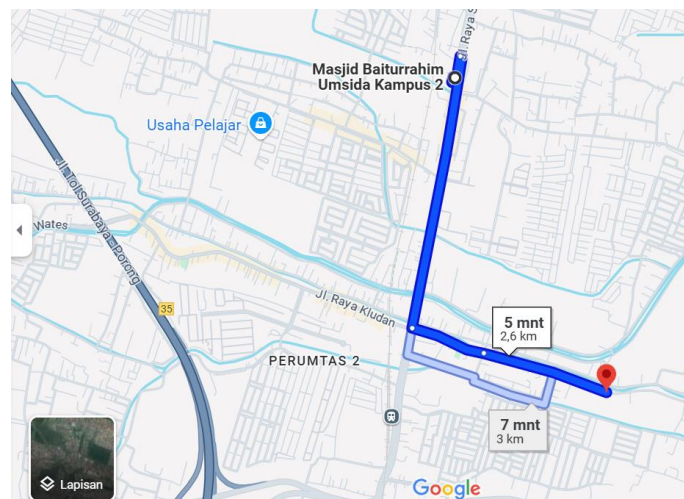 Jl. Raya S
Masjid Baiturrahim
Umsida Kampus 2
Usaha Pelajar
Jl. Tol Surabaya - Porong
Wates
Jl. Raya Kludan
35
5 mnt
2,6 km
PERUMTAS 2
7 mnt
3 km
Lapisan
Google